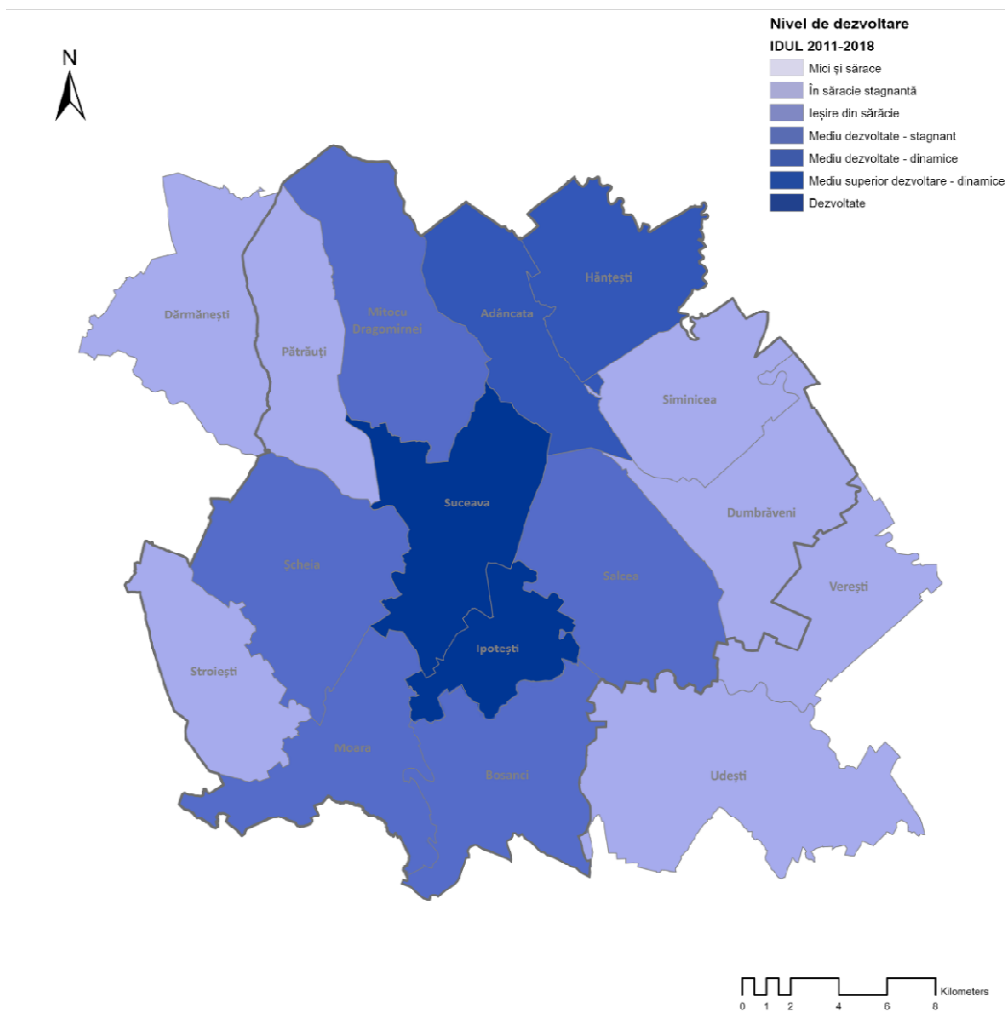 Nivel de dezvoltare
IDUL 2011-2018
Mici și sărace
În sărăcie stagnantă
Ieșire din sărăcie
Mediu dezvoltate - stagnant
Mediu dezvoltate - dinamice
Mediu superior dezvoltare - dinamice
Dezvoltate
N
Hănțești
Dărmănești
Mitocu
Dragomirnei
Adâncata
Pătrăuți
Siminicea
Suceava
Dumbrăveni
Scheia
Salcea
Verești
Ipotești
Stroiești
Moara
Bosanci
Udești
Kilometers
0 1 2 4 6 8